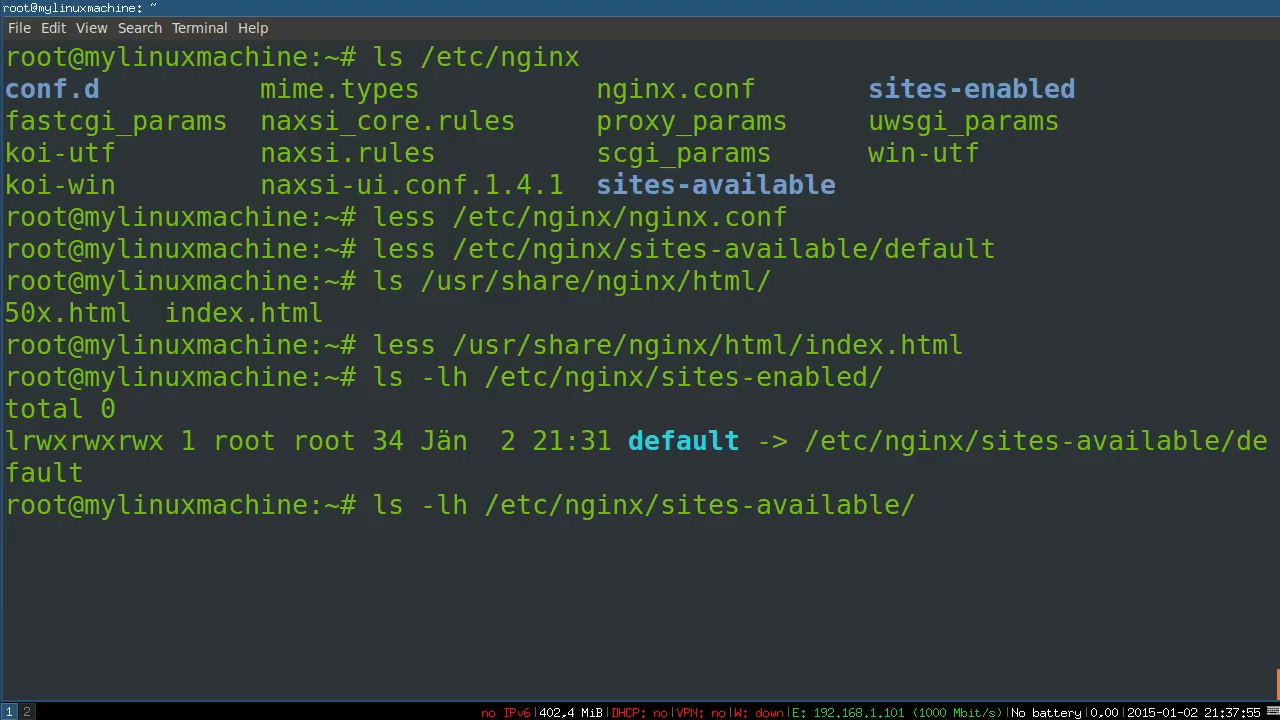 root@mylinuxmachine: ~
File Edit View Search Terminal Help
root@mylinuxmachine:~# ls /etc/nginx
conf.d mime.types nginx.conf sites-enabled
fastcgi_params naxsi_core.rules proxy_params uwsgi_params
koi-utf naxsi.rules scgi_params win-utf
koi-win naxsi-ui.conf.1.4.1 sites-available
root@mylinuxmachine:~# less /etc/nginx/nginx.conf
root@mylinuxmachine:~# less /etc/nginx/sites-available/default
root@mylinuxmachine:~# ls /usr/share/nginx/html/
50x.html index.html
root@mylinuxmachine:~# less /usr/share/nginx/html/index.html
root@mylinuxmachine:~# ls -lh /etc/nginx/sites-enabled/
total 0
lrwxrwxrwx 1 root root 34 Jän  2 21:31 default -> /etc/nginx/sites-available/de
fault
root@mylinuxmachine:~# ls -lh /etc/nginx/sites-available/
1 2 no IPv6|402,4 MiB|DHCP: no|VPN: no|W: down|E: 192.168.1.101 (1000 Mbit/s)|No battery|0,00|2015-01-02 21:37:55